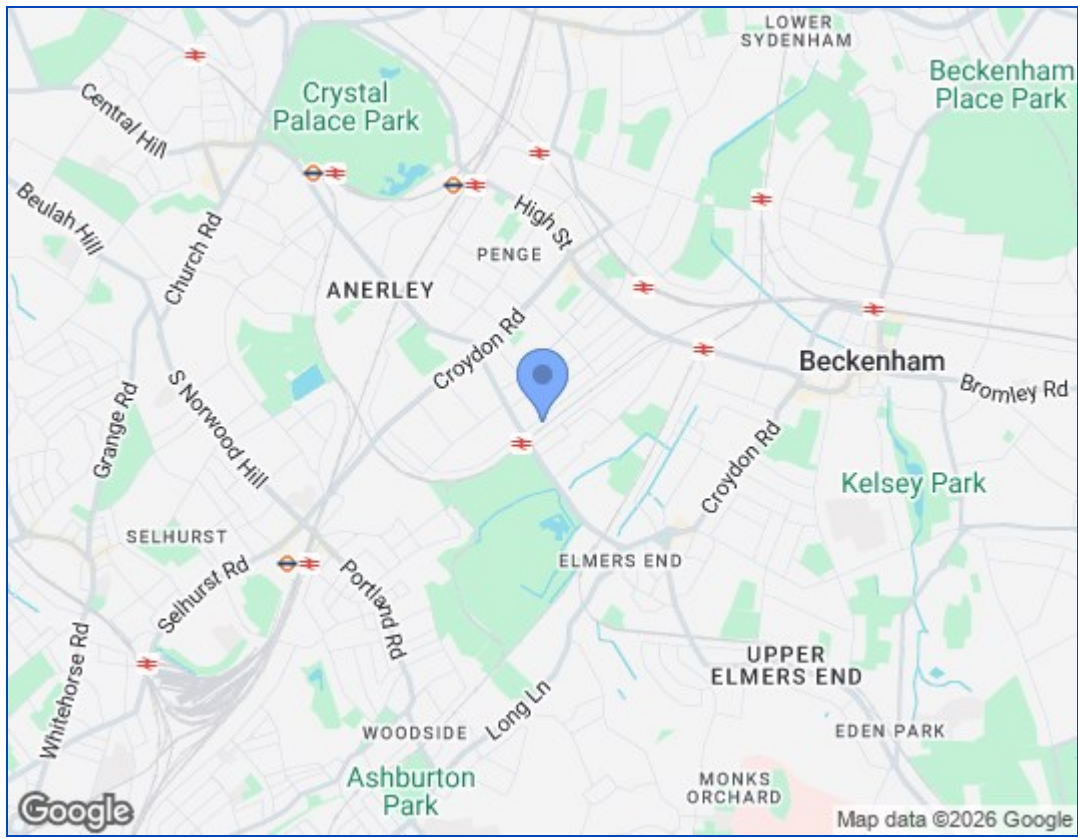 LOWER
SYDENHAM
Crystal
Palace Park
Beckenham
Place Park
Central Hill
Beulah Hill
Church Rd
High St
PENGE
ANERLEY
Croydon Rd
Beckenham
Bromley Rd
Grange Rd
S Norwood Hill
Croydon Rd
Kelsey Park
SELHURST
Selhurst Rd
Portland Rd
ELMERS END
Whitehorse Rd
UPPER
ELMERS END
Long Ln
WOODSIDE
EDEN PARK
Ashburton
Park
MONKS
ORCHARD
Google
Map data ©2026 Google